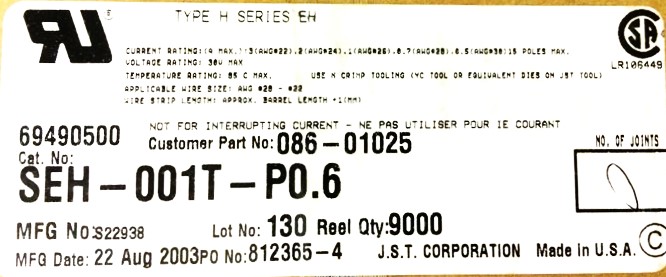 TYPE H SERIES EH
CURRENT RATING:(A MAX.):3(AWG#22),2(AWG#24),1(AWG#26),0.7(AWG#28),0.5(AWG#30)15 POLES MAX.
VOLTAGE RATING: 30V MAX
LR106449
TEMPERATURE RATING: 85 C MAX. USE N CRIMP TOOLING (YC TOOL OR EQUIVALENT DIES ON JST TOOL)
APPLICABLE WIRE SIZE: AWG #28 - #22
WIRE STRIP LENGTH: APPROX. BARREL LENGTH +1(MM)
NOT FOR INTERRUPTING CURRENT - NE PAS UTILISER POUR IE COURANT
69490500 Customer Part No: 086-01025 NO. OF JOINTS
Cat. No:
SEH-001T-P0.6
MFG No:S22938 Lot No: 130 Reel Qty:9000
MFG Date: 22 Aug 2003 PO No:812365-4 J.S.T. CORPORATION Made in U.S.A. C